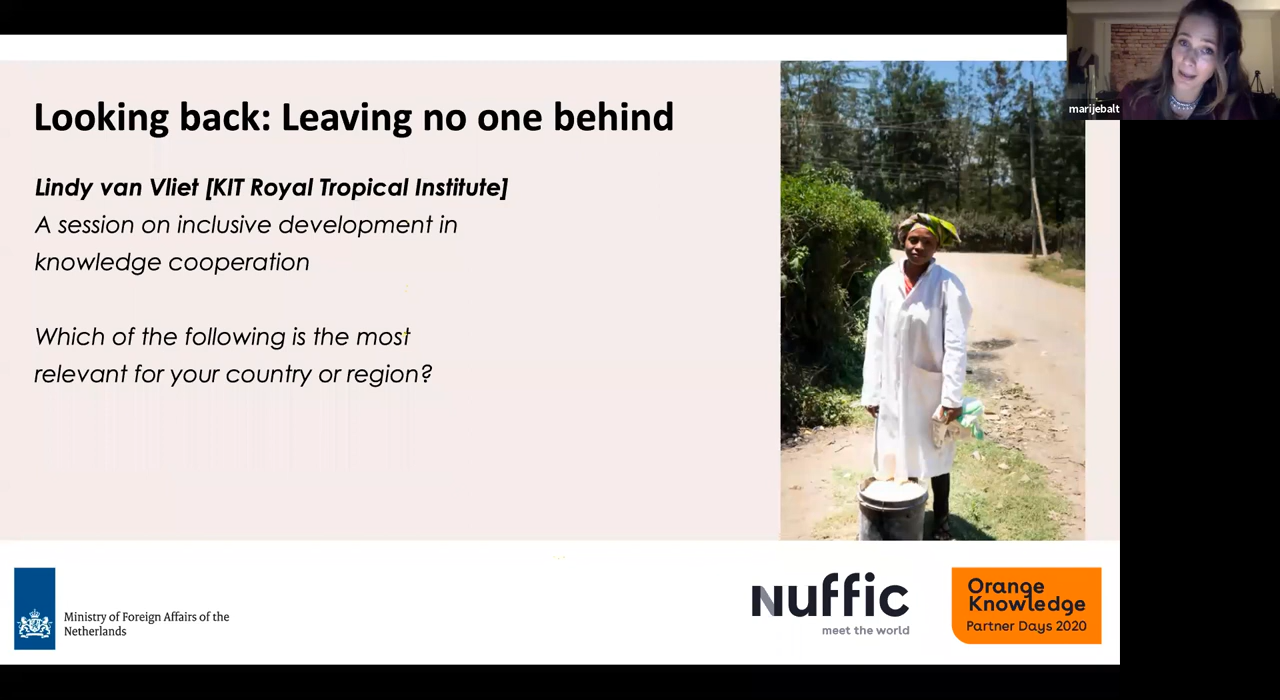 Looking back: Leaving no one behind
Lindy van Vliet [KIT Royal Tropical Institute]
A session on inclusive development in
knowledge cooperation
Which of the following is the most
relevant for your country or region?
marijebalt
Ministry of Foreign Affairs of the
Netherlands
Nuffic
meet the world
Orange
Knowledge
Partner Days 2020